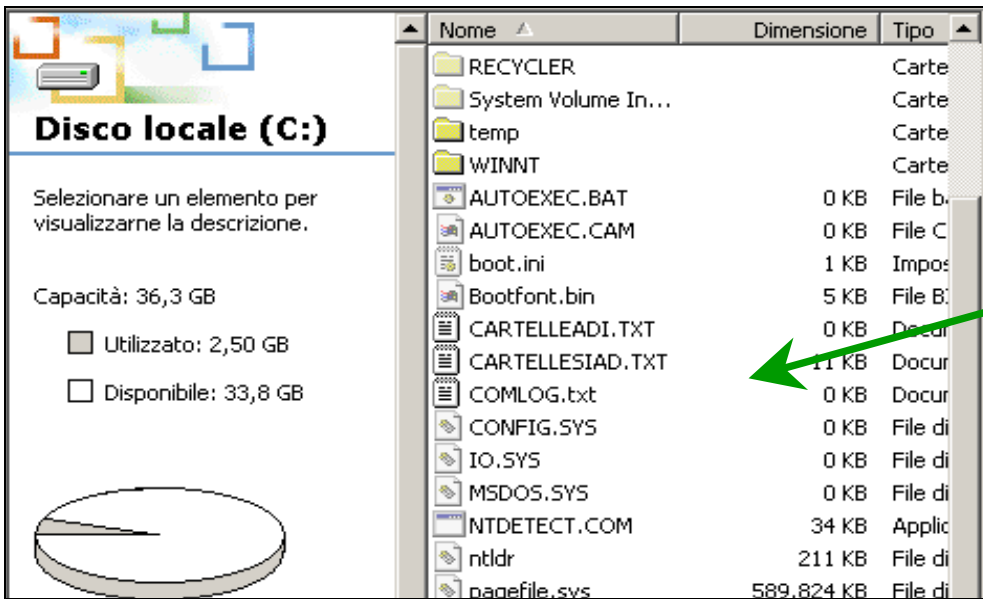 Disco locale (C:)
Selezionare un elemento per
visualizzarne la descrizione.
Capacità: 36,3 GB
Utilizzato: 2,50 GB
Disponibile: 33,8 GB
Nome Dimensione Tipo
RECYCLER Carte
System Volume In... Carte
temp Carte
WINNT Carte
AUTOEXEC.BAT 0 KB File b
AUTOEXEC.CAM 0 KB File C
boot.ini 1 KB Impos
Bootfont.bin 5 KB File B
CARTELLEADI.TXT 0 KB Docur
CARTELLESIAD.TXT 11 KB Docur
COMLOG.txt 0 KB Docur
CONFIG.SYS 0 KB File di
IO.SYS 0 KB File di
MSDOS.SYS 0 KB File di
NTDETECT.COM 34 KB Applic
ntldr 211 KB File di
pagefile.sys 589.824 KB File di